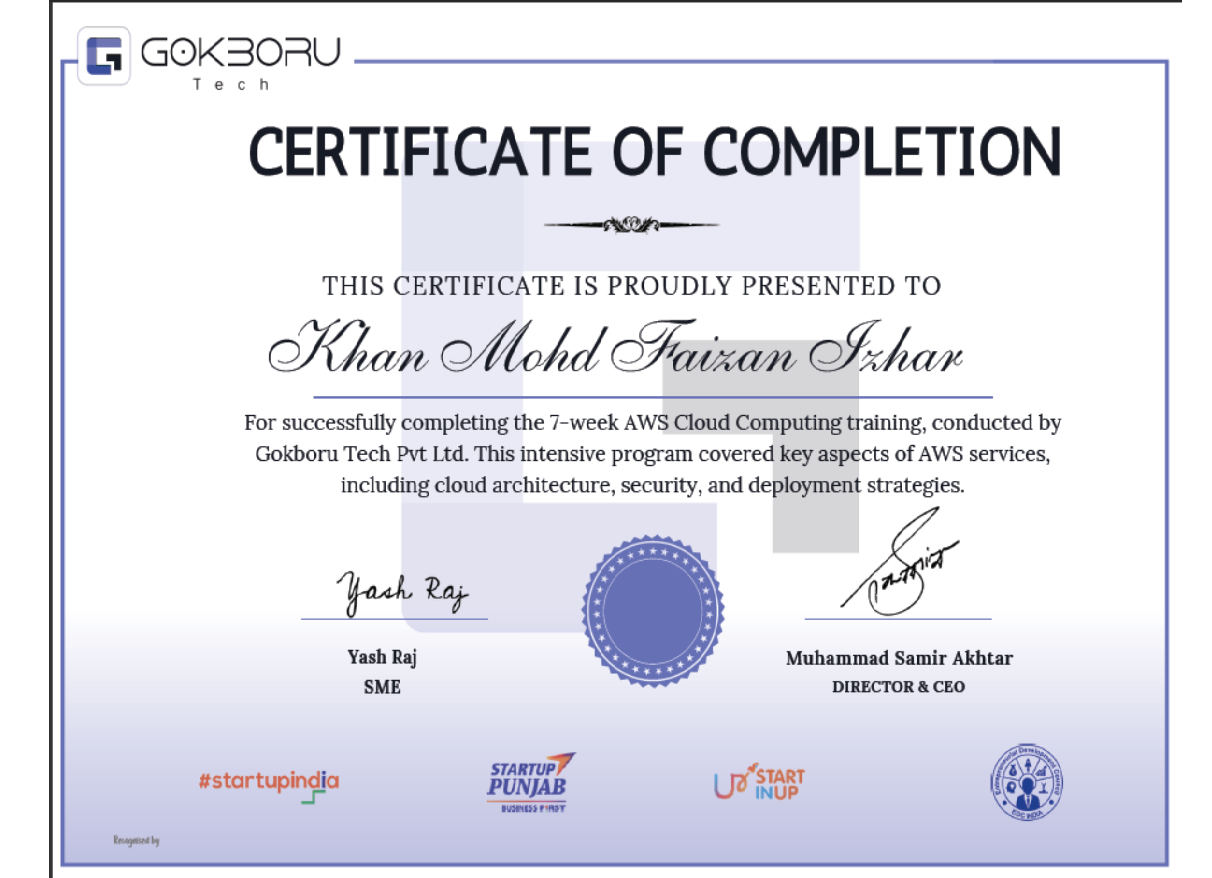 GOKBORU
Tech
CERTIFICATE OF COMPLETION
THIS CERTIFICATE IS PROUDLY PRESENTED TO
Khan Mohd Faizan Izhar
For successfully completing the 7-week AWS Cloud Computing training, conducted by
Gokboru Tech Pvt Ltd. This intensive program covered key aspects of AWS services,
including cloud architecture, security, and deployment strategies.
Yash Raj
Yash Raj
SME
Muhammad Samir Akhtar
DIRECTOR & CEO
#startupindia
STARTUP
PUNJAB
BUSINESS FIRST
UP START
INUP
Entrepreneurial Development Council
EDC INDIA
Recognised by